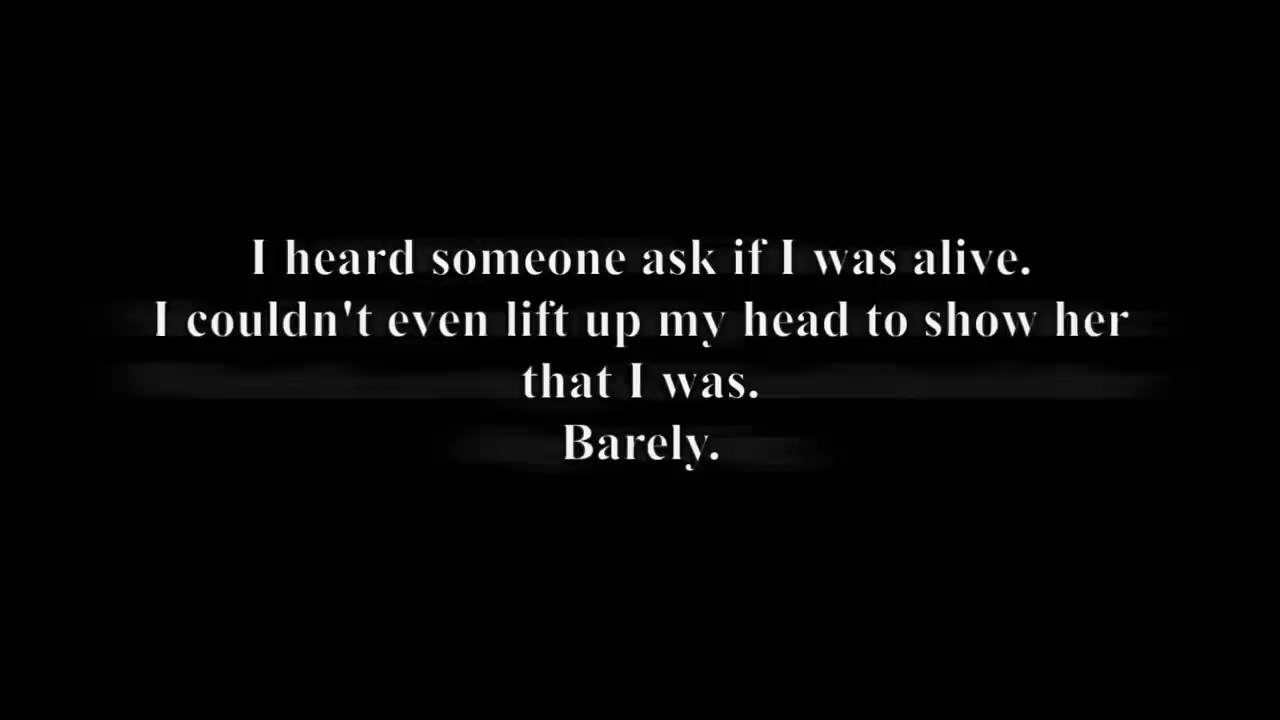 I heard someone ask if I was alive.
I couldn't even lift up my head to show her
that I was.
Barely.